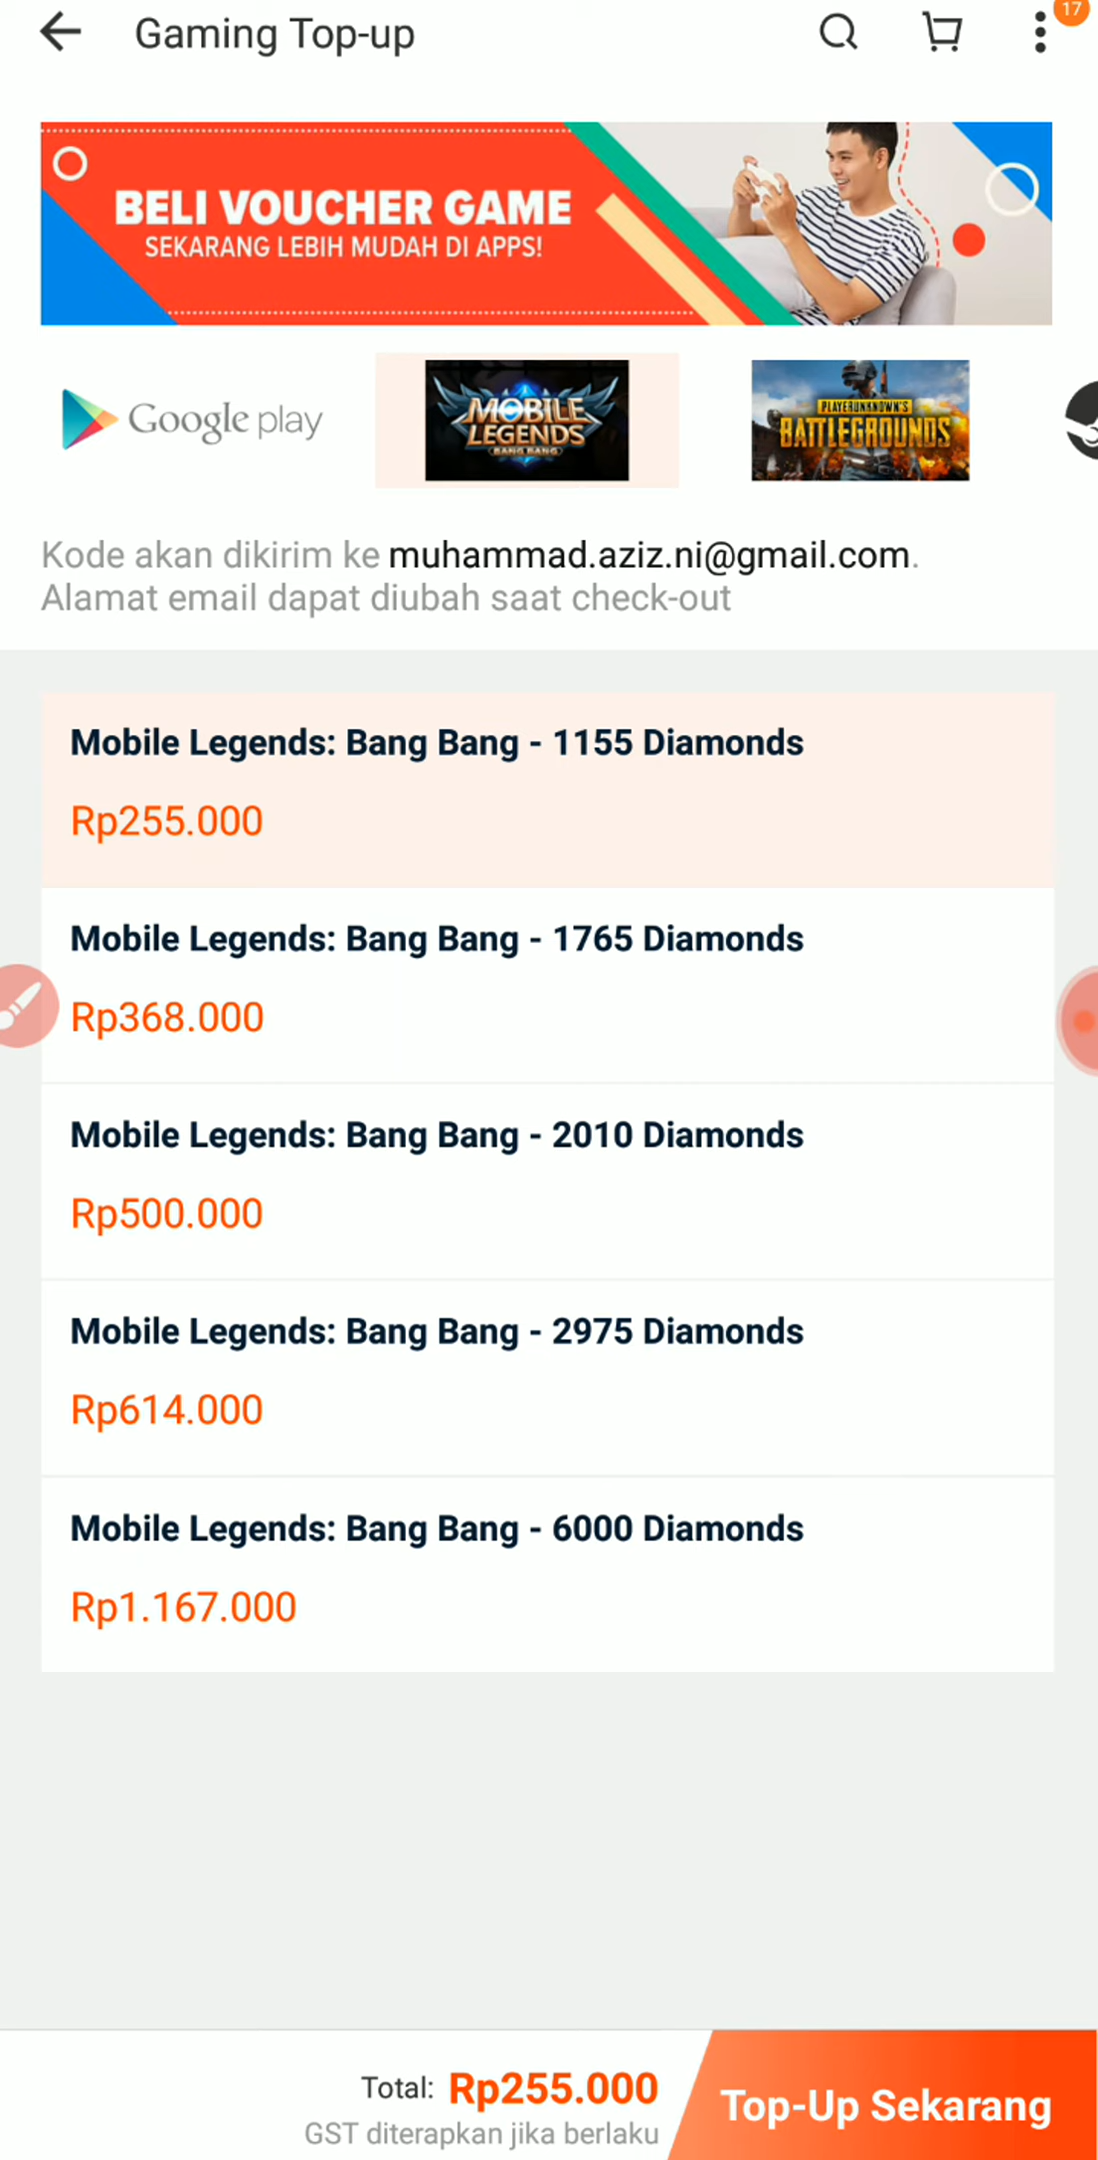 Gaming Top-up
17
BELI VOUCHER GAME
SEKARANG LEBIH MUDAH DI APPS!
Google play
MOBILE
LEGENDS
BANG BANG
PLAYERUNKNOWN'S
BATTLEGROUNDS
Kode akan dikirim ke muhammad.aziz.ni@gmail.com.
Alamat email dapat diubah saat check-out
Mobile Legends: Bang Bang - 1155 Diamonds
Rp255.000
Mobile Legends: Bang Bang - 1765 Diamonds
Rp368.000
Mobile Legends: Bang Bang - 2010 Diamonds
Rp500.000
Mobile Legends: Bang Bang - 2975 Diamonds
Rp614.000
Mobile Legends: Bang Bang - 6000 Diamonds
Rp1.167.000
Total: Rp255.000
GST diterapkan jika berlaku
Top-Up Sekarang